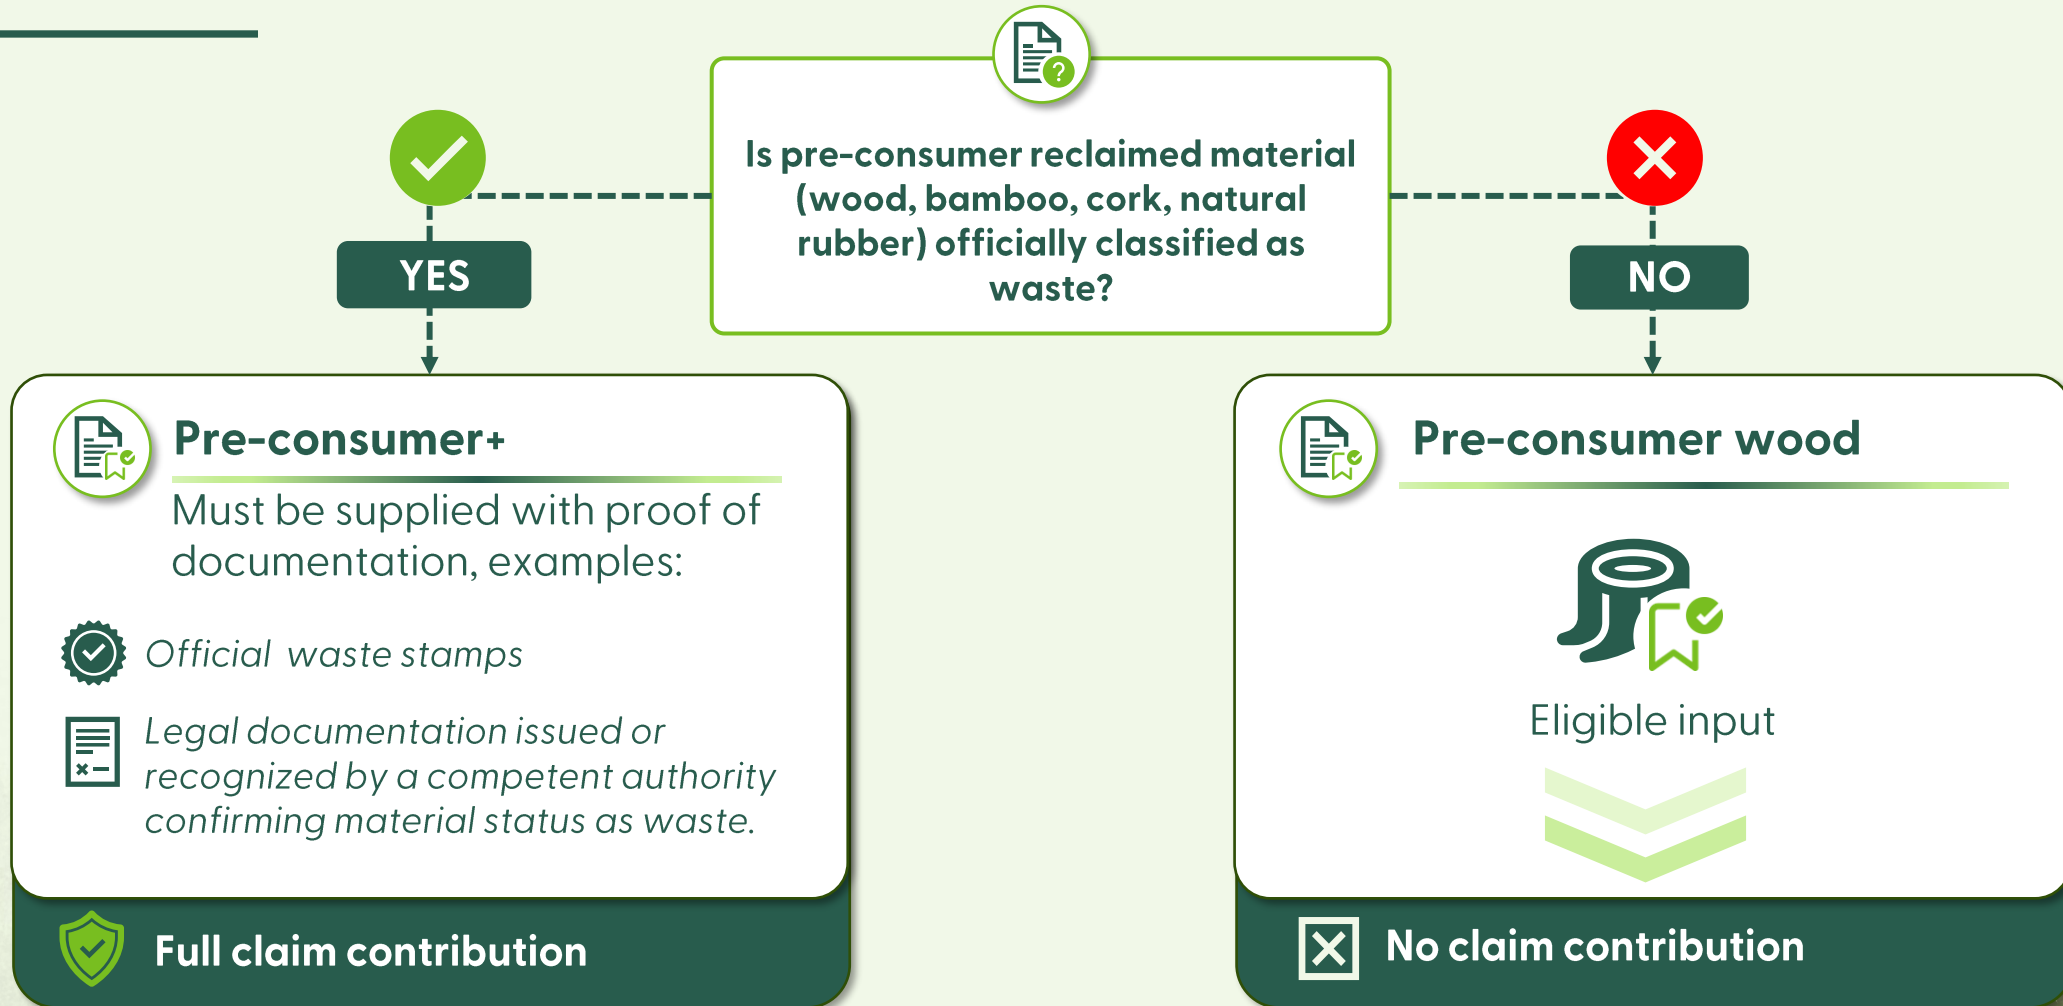 Is pre-consumer reclaimed material
(wood, bamboo, cork, natural
rubber) officially classified as
waste?
YES
NO
Pre-consumer+
Must be supplied with proof of
documentation, examples:
Official waste stamps
Legal documentation issued or
recognized by a competent authority
confirming material status as waste.
Full claim contribution
Pre-consumer wood
Eligible input
No claim contribution